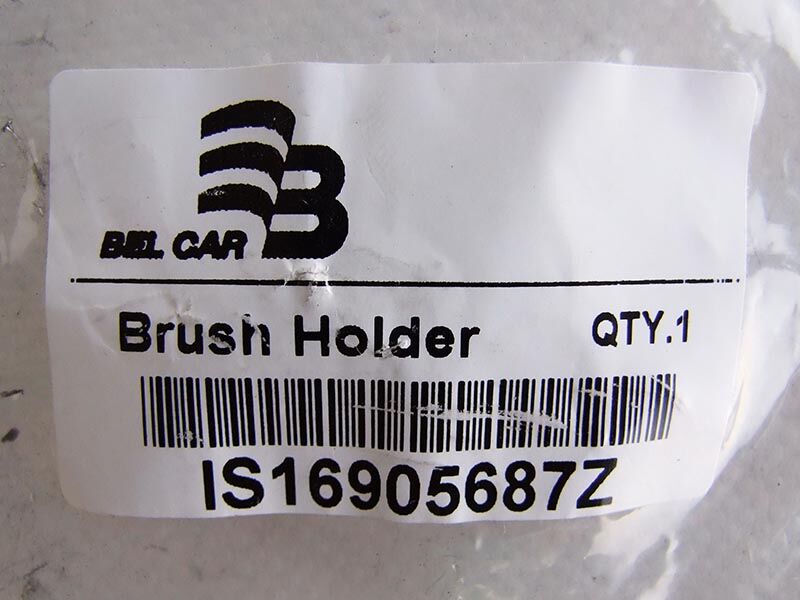 B
BEL CAR
Brush Holder QTY.1
IS16905687Z